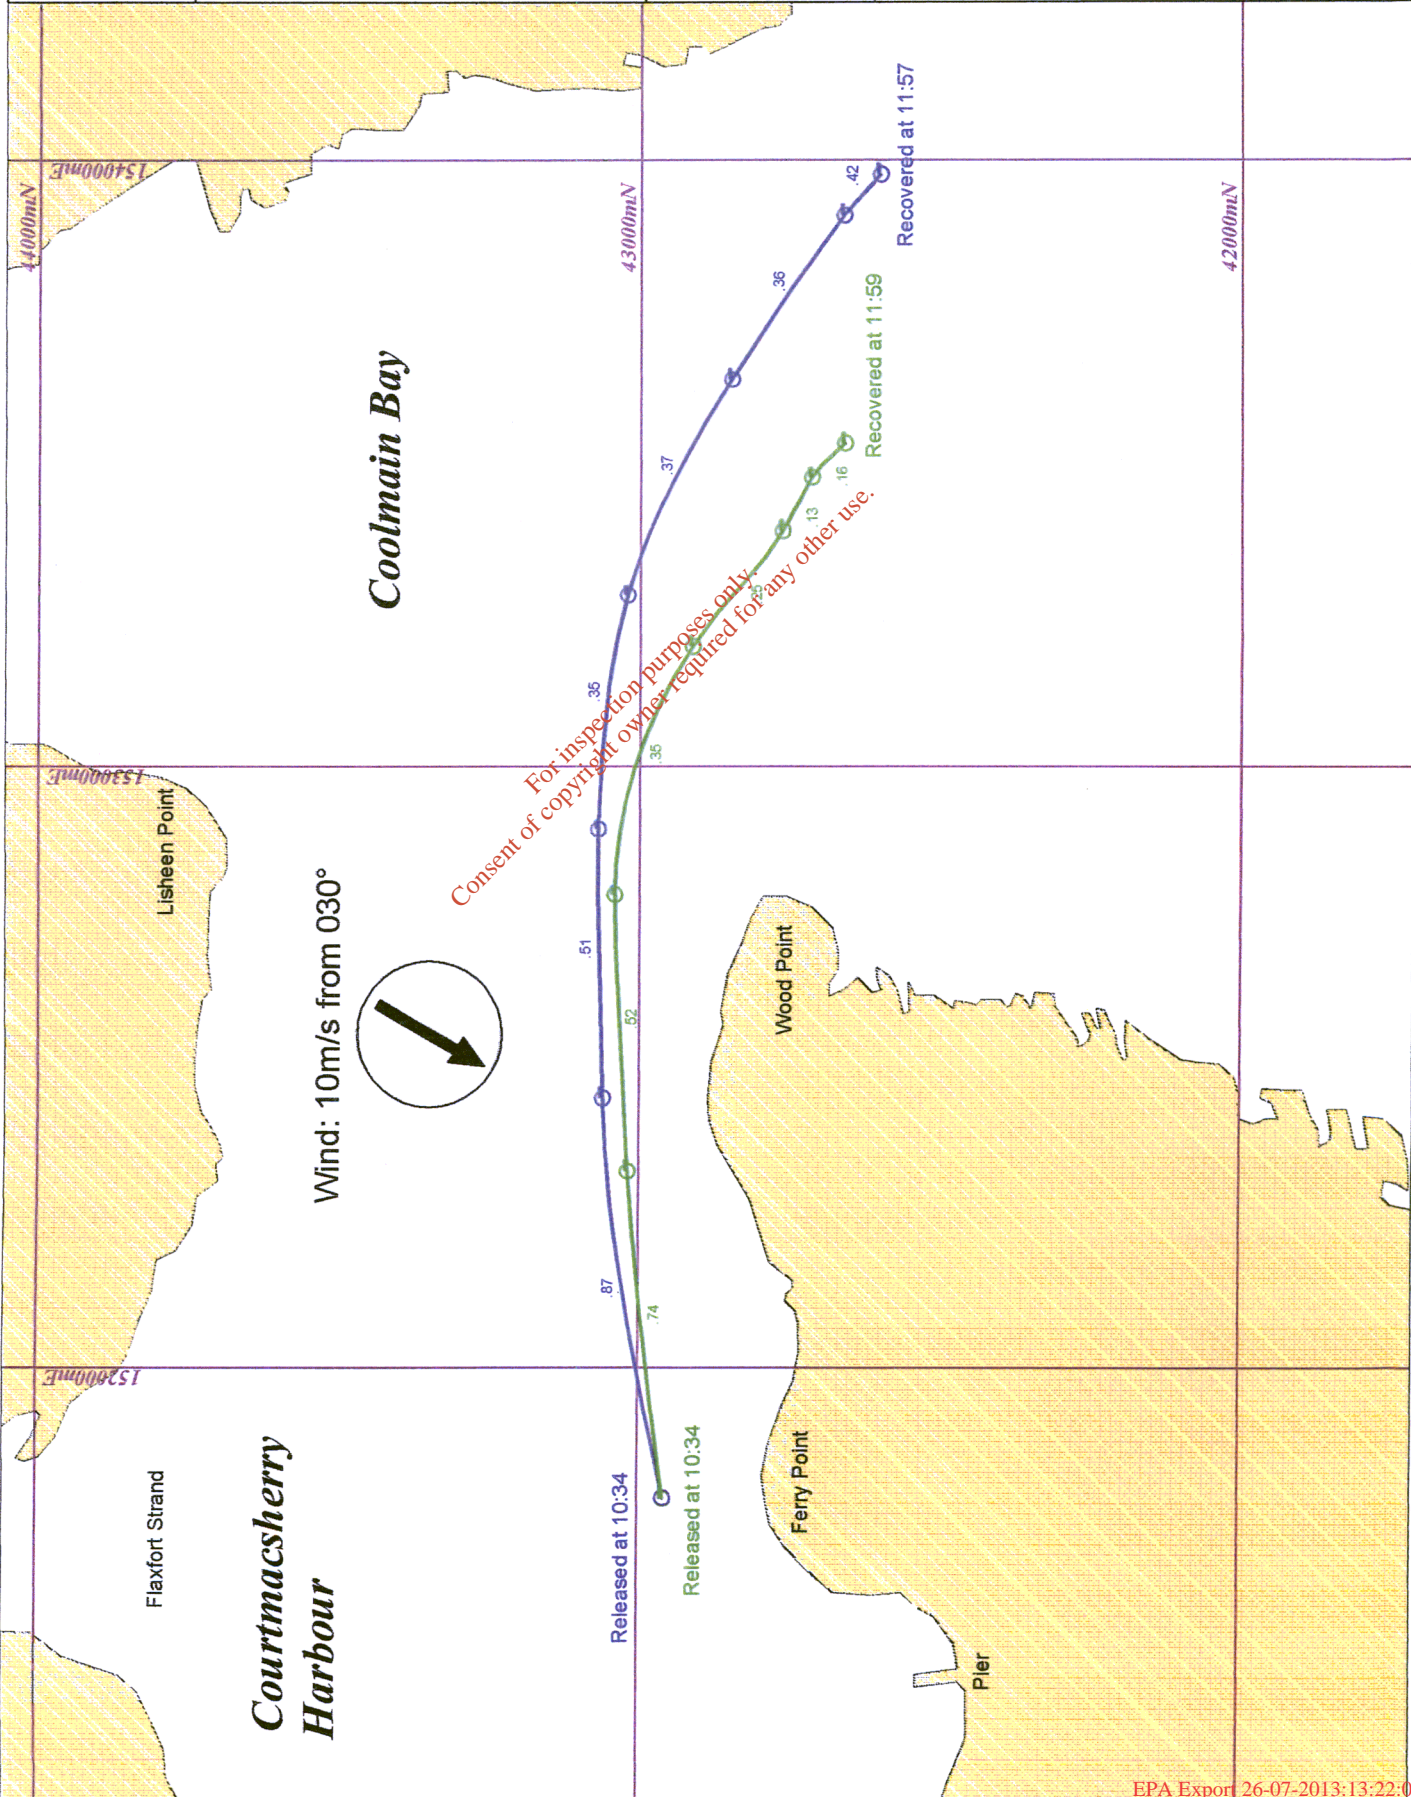 44000mN
43000mN
42000mN
154000mE
153000mE
152000mE
Coolmain Bay
Courtmacsherry
Harbour
Flaxfort Strand
Lisheen Point
Wood Point
Ferry Point
Pier
Wind: 10m/s from 030°
Released at 10:34
.87
.51
.35
.37
.36
.42
Recovered at 11:57
Released at 10:34
.74
.52
.35
.25
.13
.16
Recovered at 11:59
For inspection purposes only.
Consent of copyright owner required for any other use.
EPA Export 26-07-2013:13:22:0